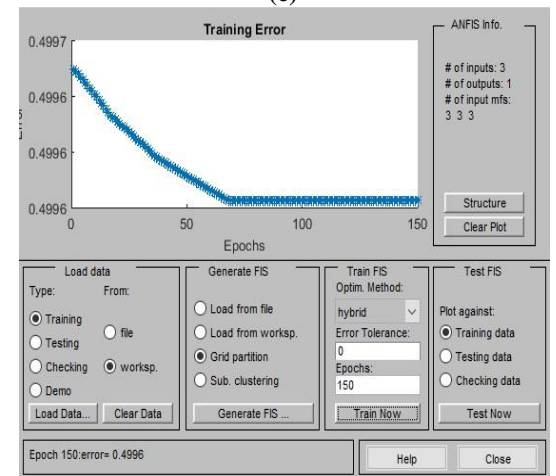 Training Error
0.4997
0.4996
0.4996
0.4996
0
50
100
150
Epochs
ANFIS Info.
# of inputs: 3
# of outputs: 1
# of input mfs:
3 3 3
Structure
Clear Plot
Load data
Type:
From:
Training
Testing
Checking
Demo
file
worksp.
Load Data...
Clear Data
Generate FIS
Load from file
Load from worksp.
Grid partition
Sub. clustering
Generate FIS ...
Train FIS
Optim. Method:
hybrid
Error Tolerance:
0
Epochs:
150
Train Now
Test FIS
Plot against:
Training data
Testing data
Checking data
Test Now
Epoch 150:error= 0.4996
Help
Close